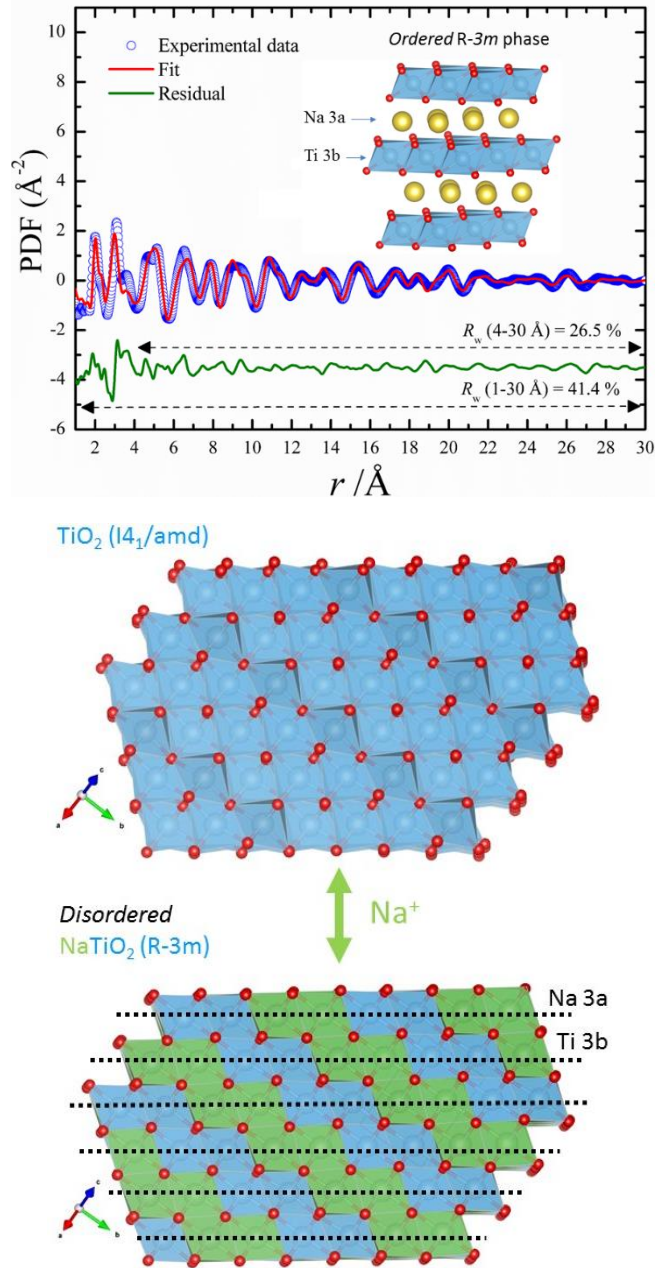 10
8
6
4
2
0
-2
-4
-6
PDF (Å-2)
Experimental data
Fit
Residual
Ordered R-3m phase
Na 3a
Ti 3b
Rw (4-30 Å) = 26.5 %
Rw (1-30 Å) = 41.4 %
2 4 6 8 10 12 14 16 18 20 22 24 26 28 30
r /Å
TiO2 (I41/amd)
c
a b
Na+
Disordered
NaTiO2 (R-3m)
Na 3a
Ti 3b
c
a b